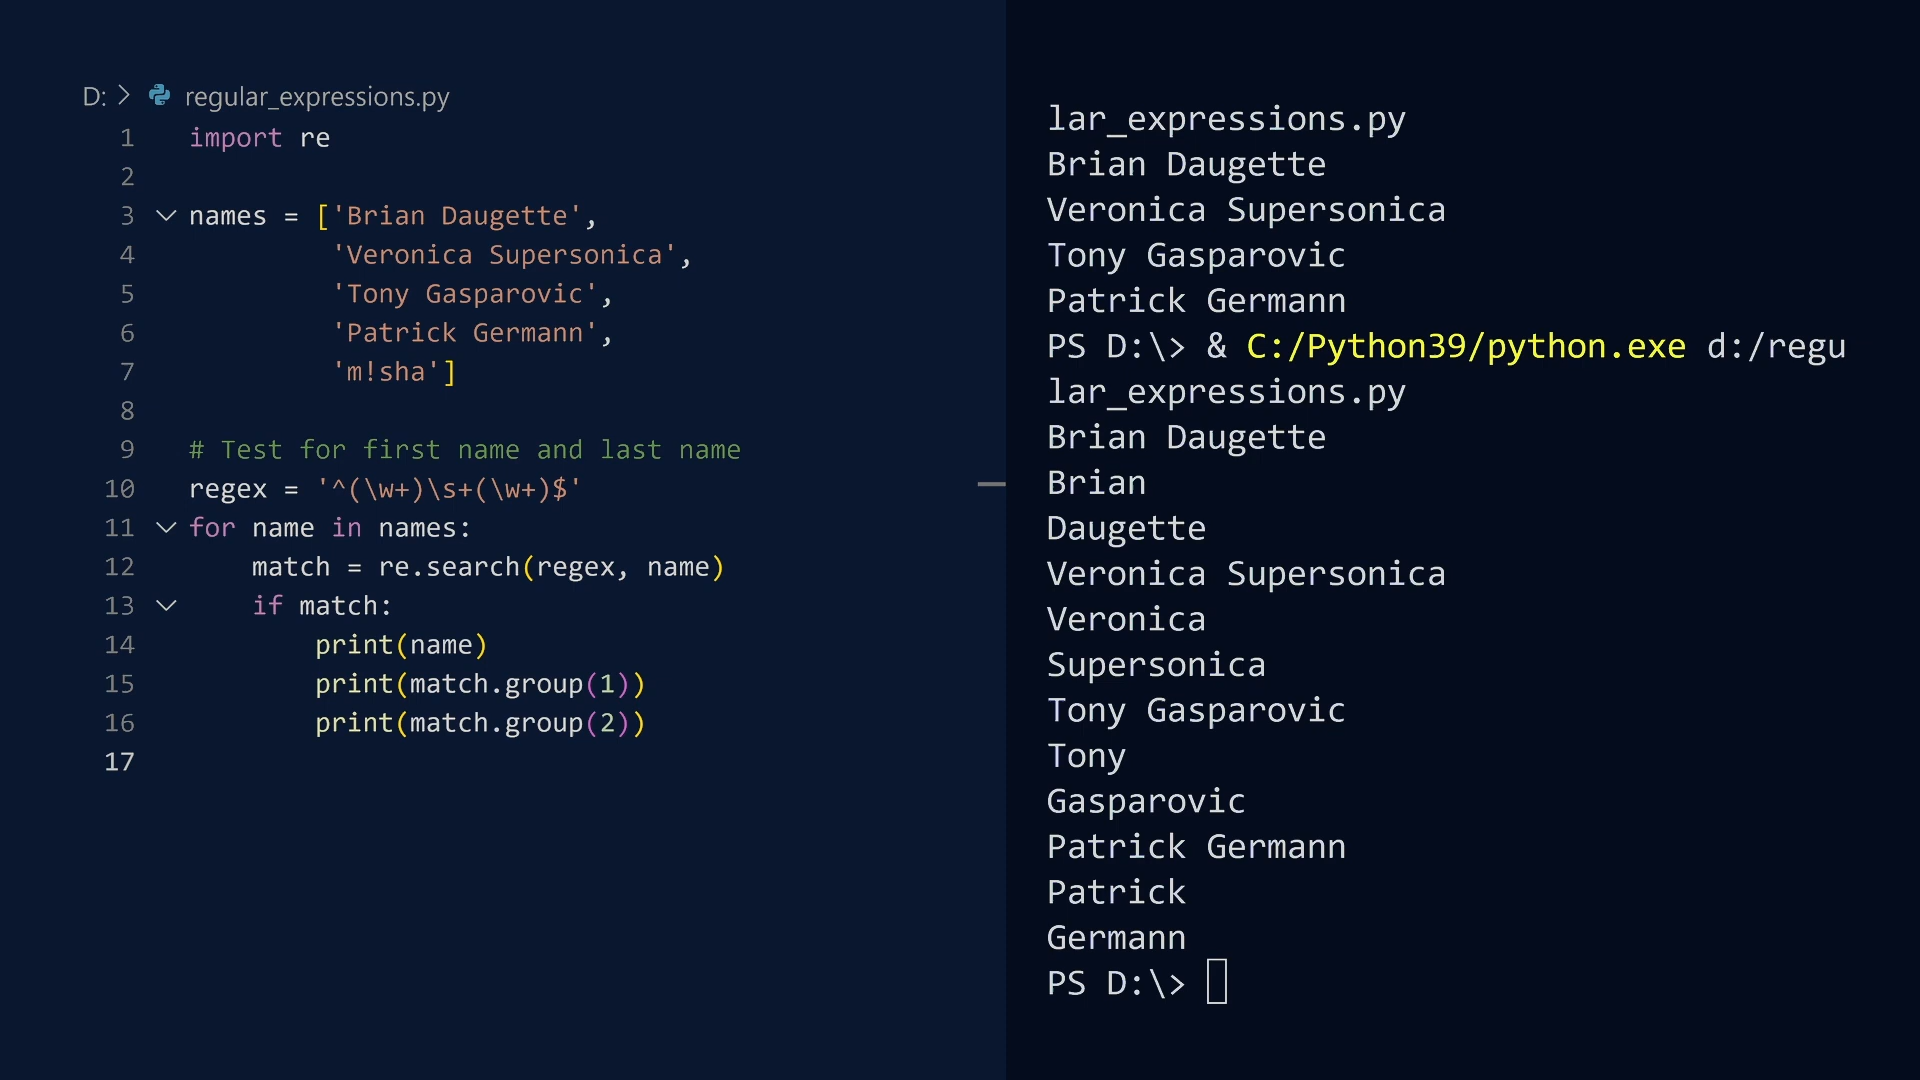 D: > regular_expressions.py
1 import re
2
3 names = ['Brian Daugette',
4 'Veronica Supersonica',
5 'Tony Gasparovic',
6 'Patrick Germann',
7 'm!sha']
8
9 # Test for first name and last name
10 regex = '^(\w+)\s+(\w+)$'
11 for name in names:
12     match = re.search(regex, name)
13     if match:
14         print(name)
15         print(match.group(1))
16         print(match.group(2))
17
lar_expressions.py
Brian Daugette
Veronica Supersonica
Tony Gasparovic
Patrick Germann
PS D:\> & C:/Python39/python.exe d:/regu
lar_expressions.py
Brian Daugette
Brian
Daugette
Veronica Supersonica
Veronica
Supersonica
Tony Gasparovic
Tony
Gasparovic
Patrick Germann
Patrick
Germann
PS D:\>